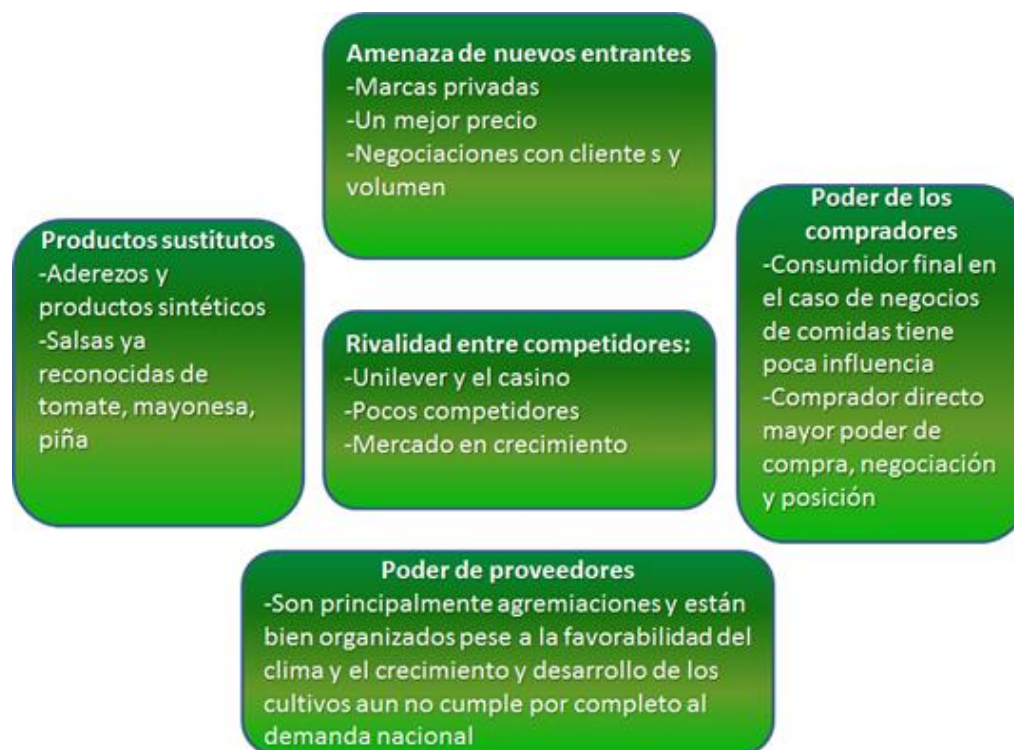 Amenaza de nuevos entrantes
-Marcas privadas
-Un mejor precio
-Negociaciones con cliente s y
volumen
Productos sustitutos
-Aderezos y
productos sintéticos
-Salsas ya
reconocidas de
tomate, mayonesa,
piña
Rivalidad entre competidores:
-Unilever y el casino
-Pocos competidores
-Mercado en crecimiento
Poder de los
compradores
-Consumidor final en
el caso de negocios
de comidas tiene
poca influencia
-Comprador directo
mayor poder de
compra, negociación
y posición
Poder de proveedores
-Son principalmente agremiaciones y están
bien organizados pese a la favorabilidad del
clima y el crecimiento y desarrollo de los
cultivos aun no cumple por completo al
demanda nacional